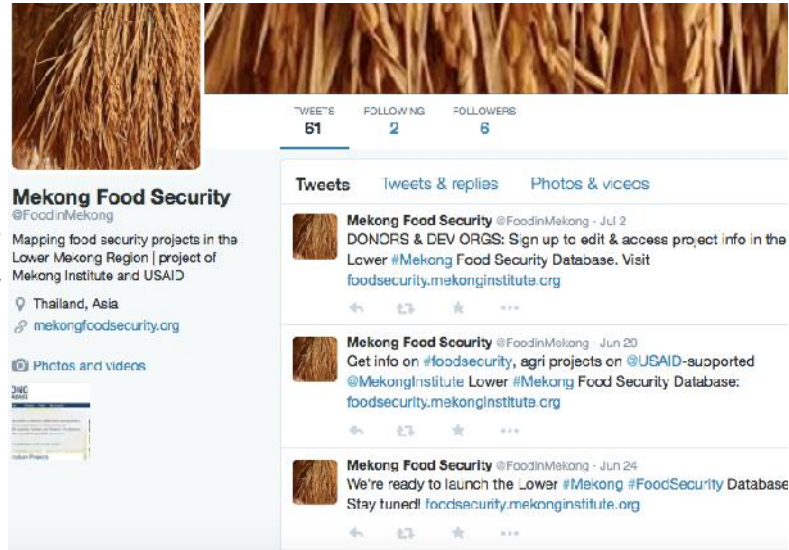 TWEETS FOLLOWING FOLLOWERS
61 2 6
Mekong Food Security
@FoodinMekong
Mapping food security projects in the
Lower Mekong Region | project of
Mekong Institute and USAID
Thailand, Asia
mekongfoodsecurity.org
Photos and videos
Tweets Tweets & replies Photos & videos
Mekong Food Security @FoodinMekong · Jul 2
DONORS & DEV ORGS: Sign up to edit & access project info in the
Lower #Mekong Food Security Database. Visit
foodsecurity.mekonginstitute.org
Mekong Food Security @FoodinMekong · Jun
Get info on #foodsecurity, agri projects on @USAID-supported
@MekongInstitute Lower #Mekong Food Security Database:
foodsecurity.mekonginstitute.org
Mekong Food Security @FoodinMekong · Jun 24
We're ready to launch the Lower #Mekong #FoodSecurity Database
Stay tuned! foodsecurity.mekonginstitute.org